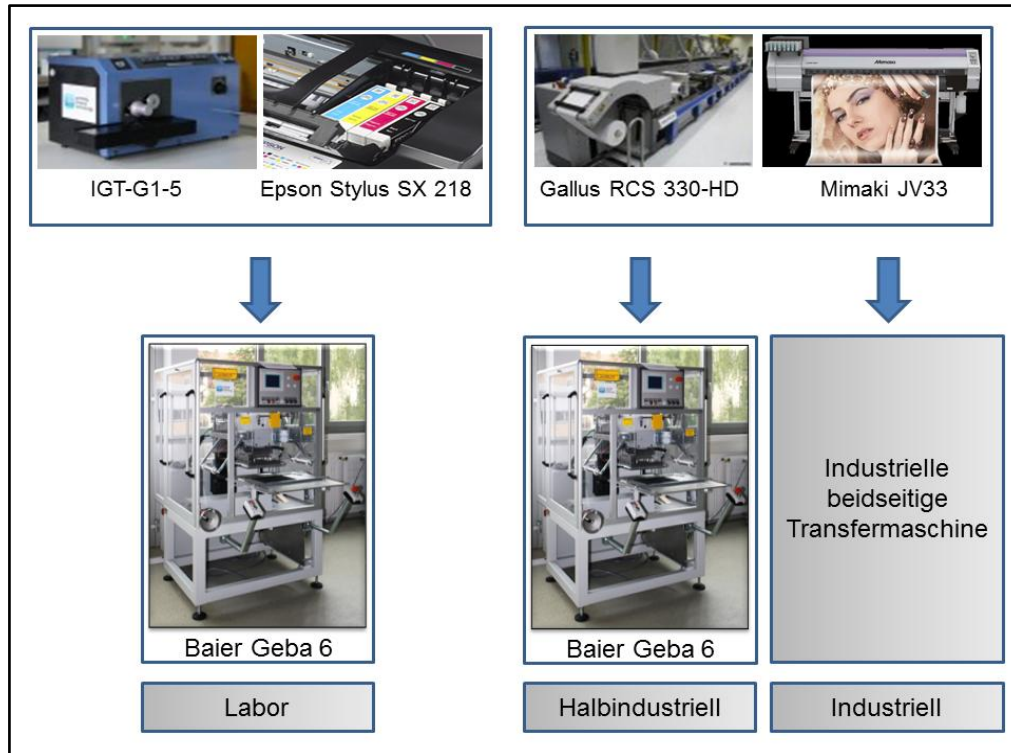 IGT-G1-5
Epson Stylus SX 218
Gallus RCS 330-HD
Mimaki JV33
Baier Geba 6
Baier Geba 6
Industrielle
beidseitige
Transfermaschine
Labor
Halbindustriell
Industriell